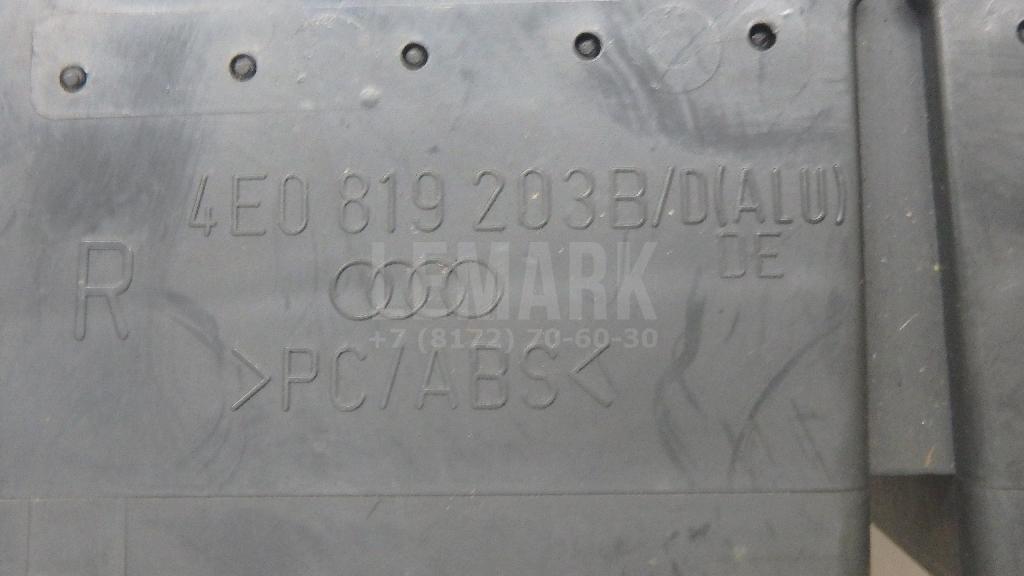 4E0 819 203B/D(ALU)
DE
R
LEMARK
+7 (8172) 70-60-30
>PC/ABS<